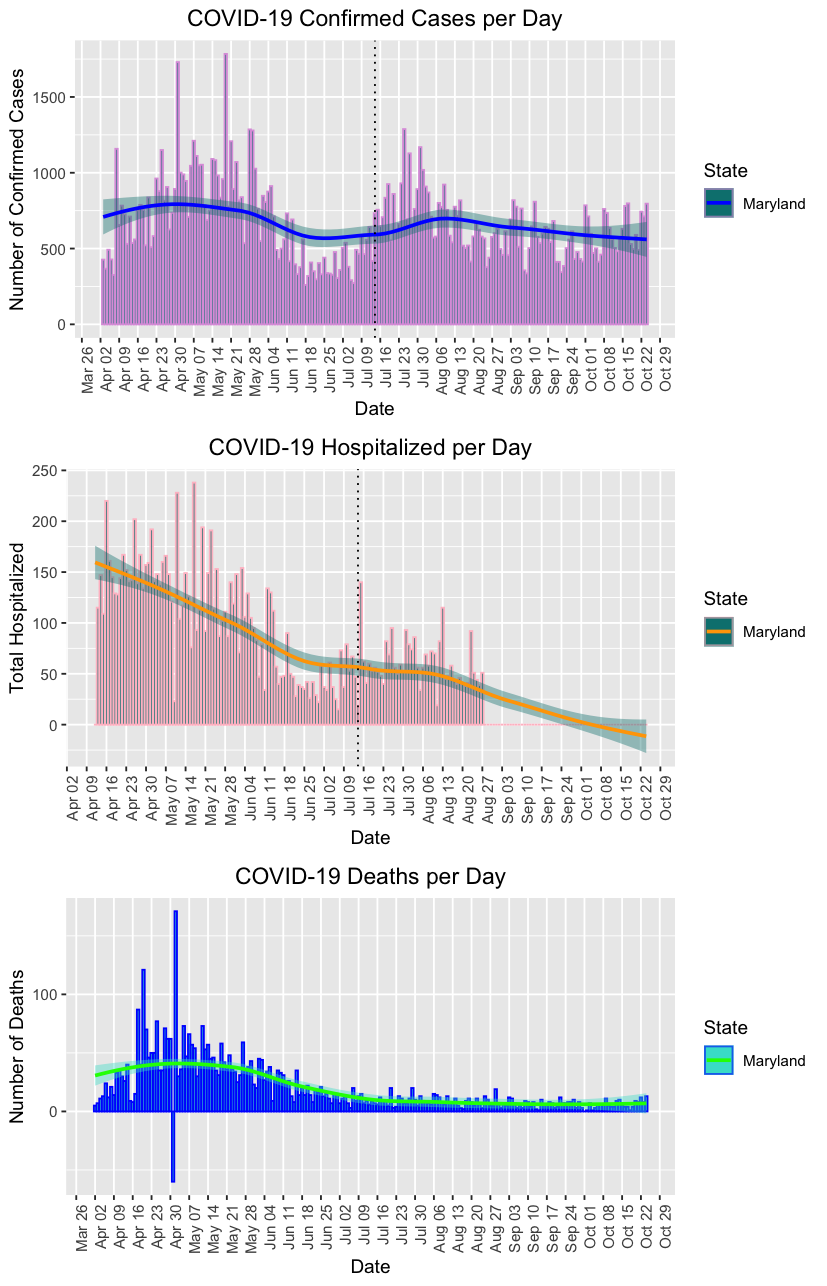 COVID-19 Confirmed Cases per Day
Number of Confirmed Cases
1500
1000
500
0
Mar 26
Apr 02
Apr 09
Apr 16
Apr 23
Apr 30
May 07
May 14
May 21
May 28
Jun 04
Jun 11
Jun 18
Jun 25
Jul 02
Jul 09
Jul 16
Jul 23
Jul 30
Aug 06
Aug 13
Aug 20
Aug 27
Sep 03
Sep 10
Sep 17
Sep 24
Oct 01
Oct 08
Oct 15
Oct 22
Oct 29
Date
State
Maryland
COVID-19 Hospitalized per Day
Total Hospitalized
250
200
150
100
50
0
Apr 02
Apr 09
Apr 16
Apr 23
Apr 30
May 07
May 14
May 21
May 28
Jun 04
Jun 11
Jun 18
Jun 25
Jul 02
Jul 09
Jul 16
Jul 23
Jul 30
Aug 06
Aug 13
Aug 20
Aug 27
Sep 03
Sep 10
Sep 17
Sep 24
Oct 01
Oct 08
Oct 15
Oct 22
Oct 29
Date
State
Maryland
COVID-19 Deaths per Day
Number of Deaths
100
0
Mar 26
Apr 02
Apr 09
Apr 16
Apr 23
Apr 30
May 07
May 14
May 21
May 28
Jun 04
Jun 11
Jun 18
Jun 25
Jul 02
Jul 09
Jul 16
Jul 23
Jul 30
Aug 06
Aug 13
Aug 20
Aug 27
Sep 03
Sep 10
Sep 17
Sep 24
Oct 01
Oct 08
Oct 15
Oct 22
Oct 29
Date
State
Maryland